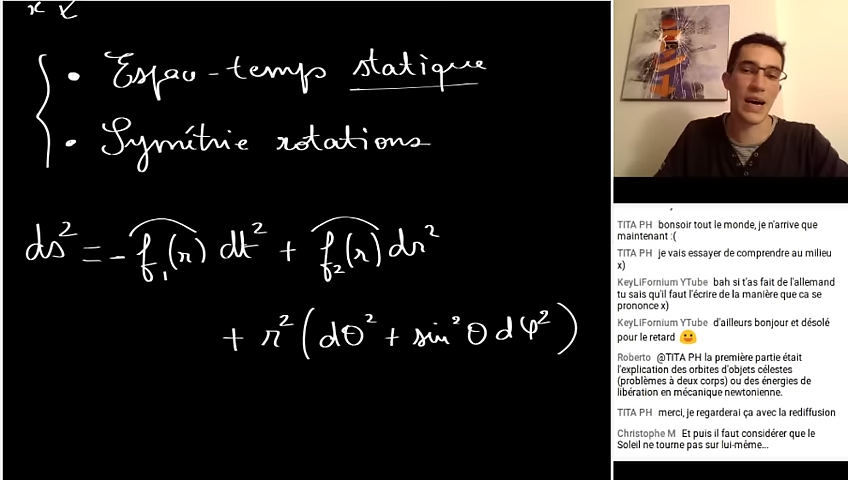 • Espace-temps statique
• Symétrie rotations
ds² = - f₁(r) dt² + f₂(r) dr²
+ r² (dθ² + sin²θ dφ²)
TITA PH bonsoir tout le monde, je n'arrive que
maintenant :(
TITA PH je vais essayer de comprendre au milieu
x)
KeyLiFornium YTube bah si t'as fait de l'allemand
tu sais qu'il faut l'écrire de la manière que ca se
prononce x)
KeyLiFornium YTube d'ailleurs bonjour et désolé
pour le retard 😀
Roberto @TITA PH la première partie était
l'explication des orbites d'objets célestes
(problèmes à deux corps) ou des énergies de
libération en mécanique newtonienne.
TITA PH merci, je regarderai ça avec la rediffusion
Christophe M Et puis il faut considérer que le
Soleil ne tourne pas sur lui-même...